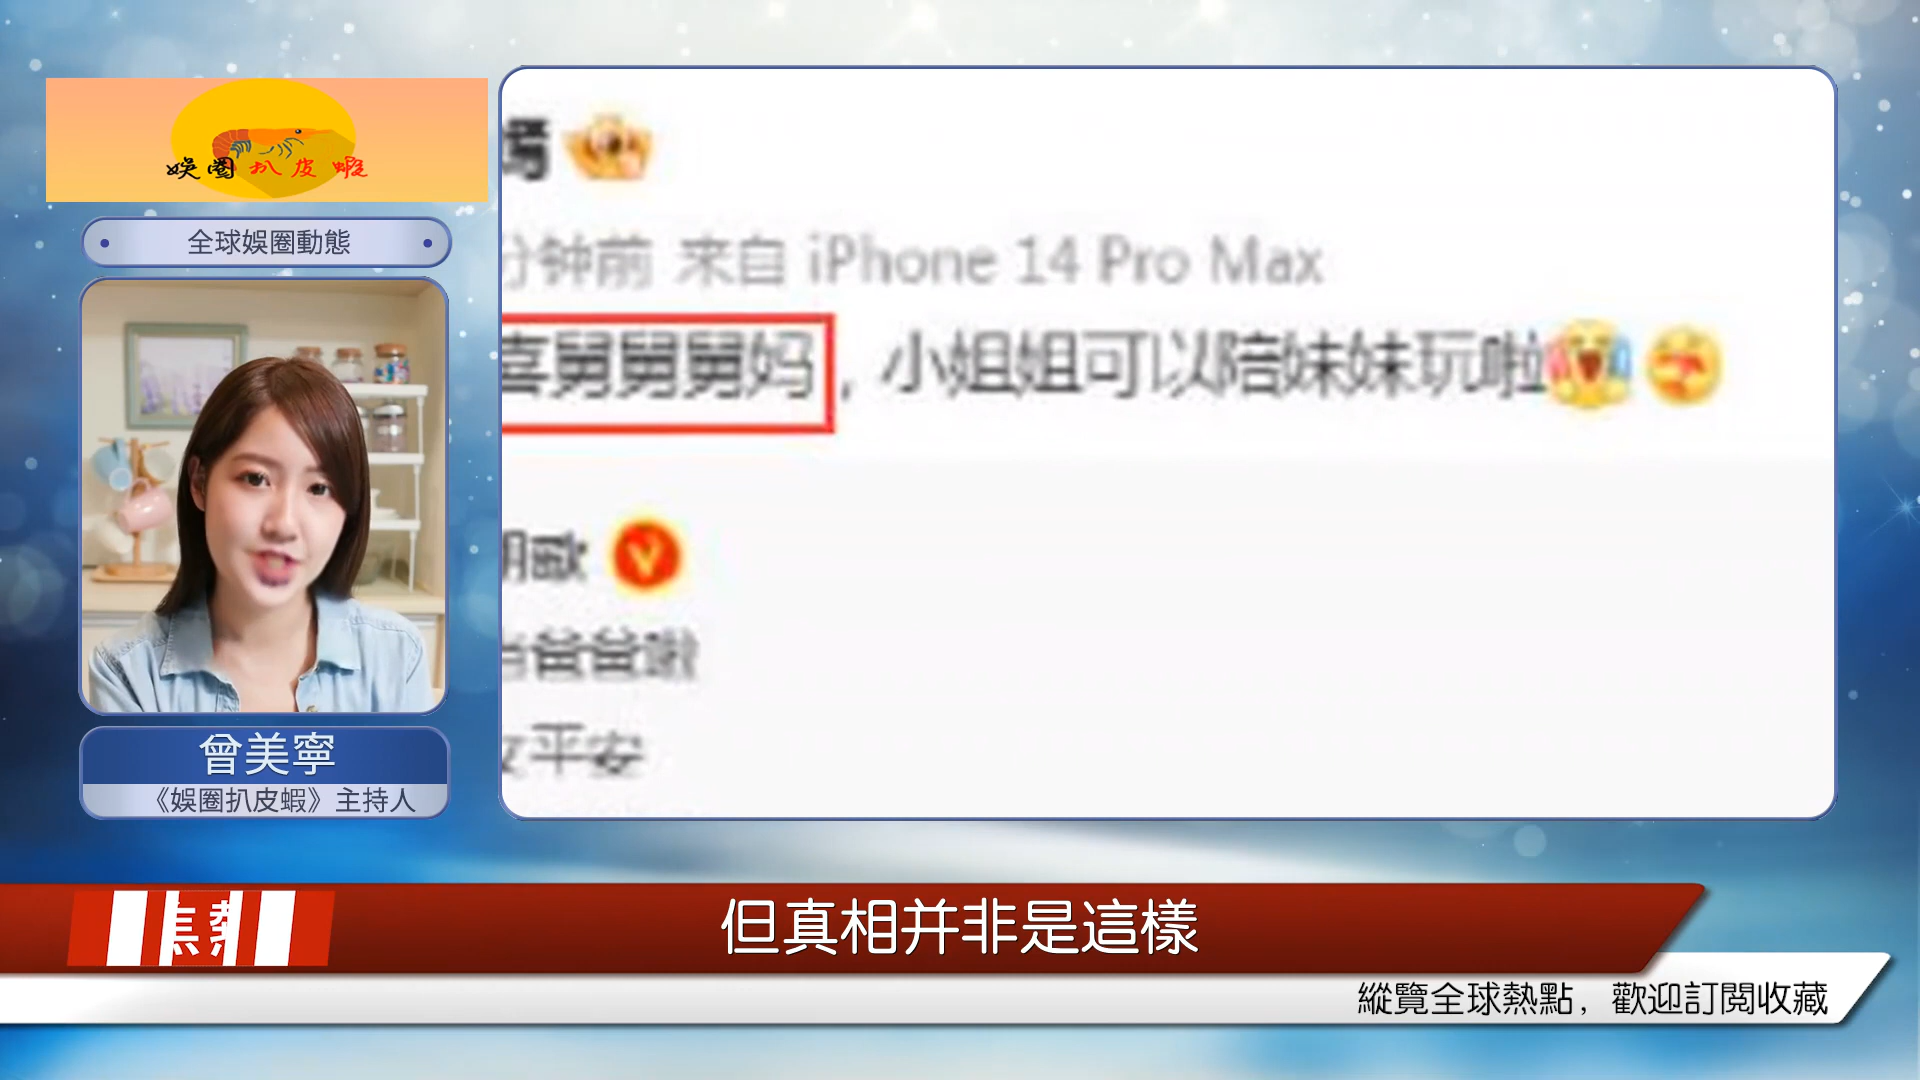 娛圈扒皮蝦
全球娛圈動態
曾美寧
《娛圈扒皮蝦》主持人
分钟前 来自 iPhone 14 Pro Max
喜舅舅舅妈，小姐姐可以陪妹妹玩啦
爸爸啦
平安
但真相并非是這樣
縱覽全球熱點，歡迎訂閱收藏